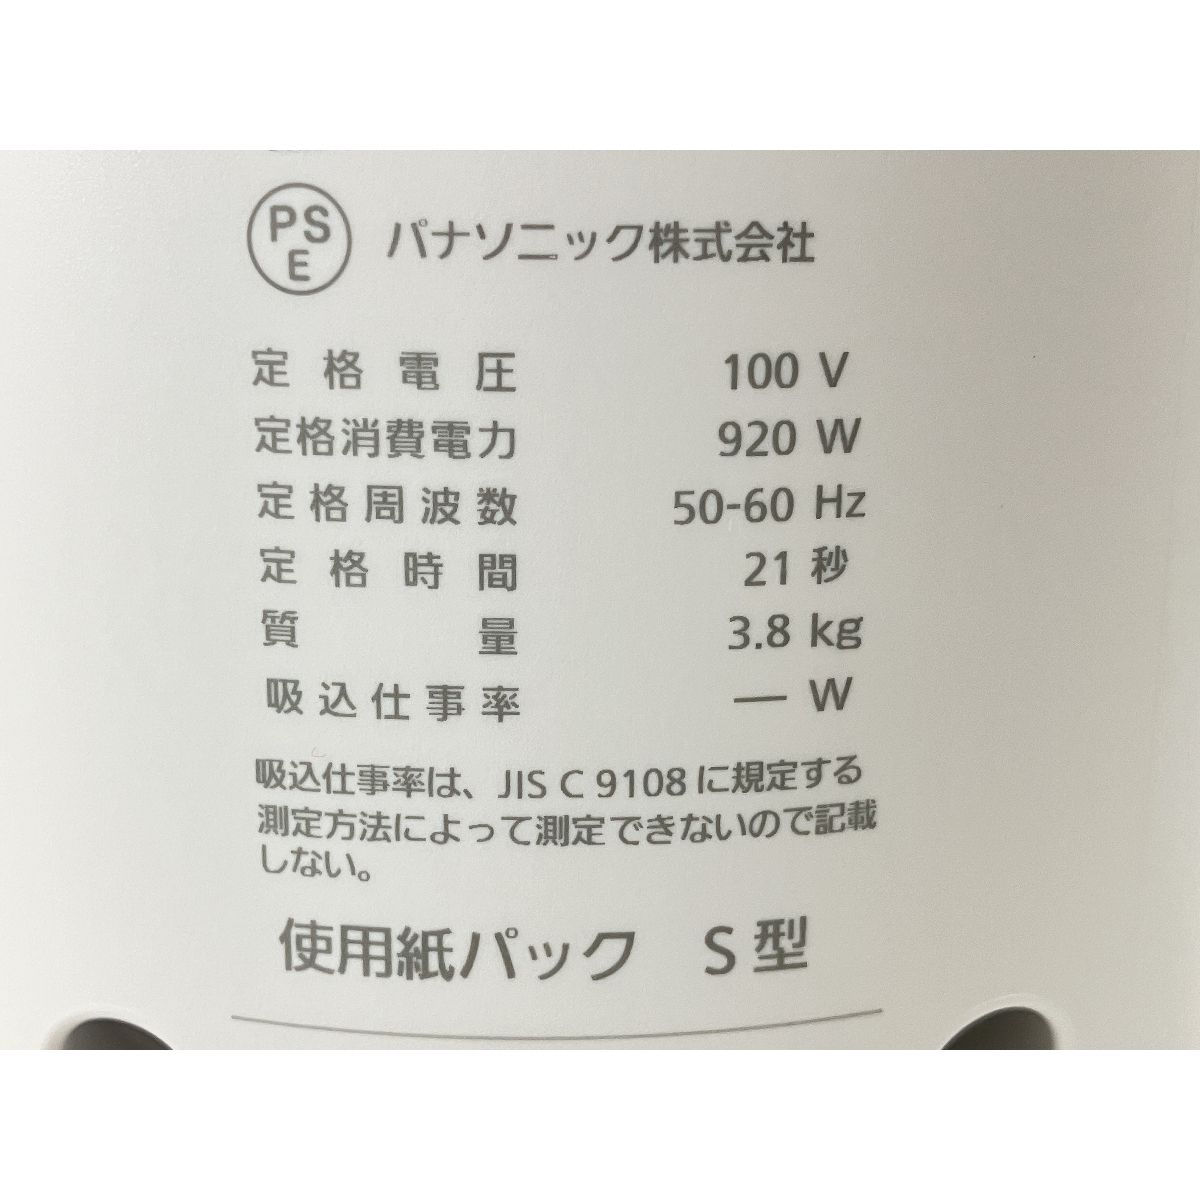 PSE パナソニック株式会社
定格電圧 100 V
定格消費電力 920 W
定格周波数 50-60 Hz
定格時間 21 秒
質量 3.8 kg
吸込仕事率 — W
吸込仕事率は、JIS C 9108 に規定する
測定方法によって測定できないので記載
しない。
使用紙パック S 型